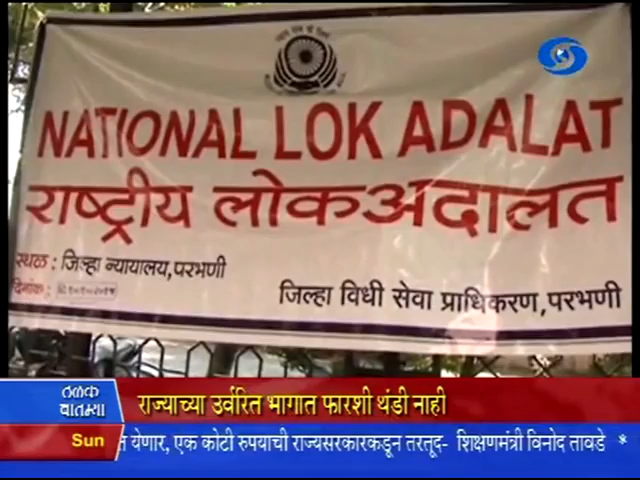 NATIONAL LOK ADALAT
राष्ट्रीय लोकअदालत
स्थळ : जिल्हा न्यायालय,परभणी
दिनांक :
जिल्हा विधी सेवा प्राधिकरण,परभणी
ठळक बातम्या
राज्याच्या उर्वरित भागात फारशी थंडी नाही
Sun
त येणार, एक कोटी रुपयाची राज्यसरकारकडून तरतूद- शिक्षणमंत्री विनोद तावडे *